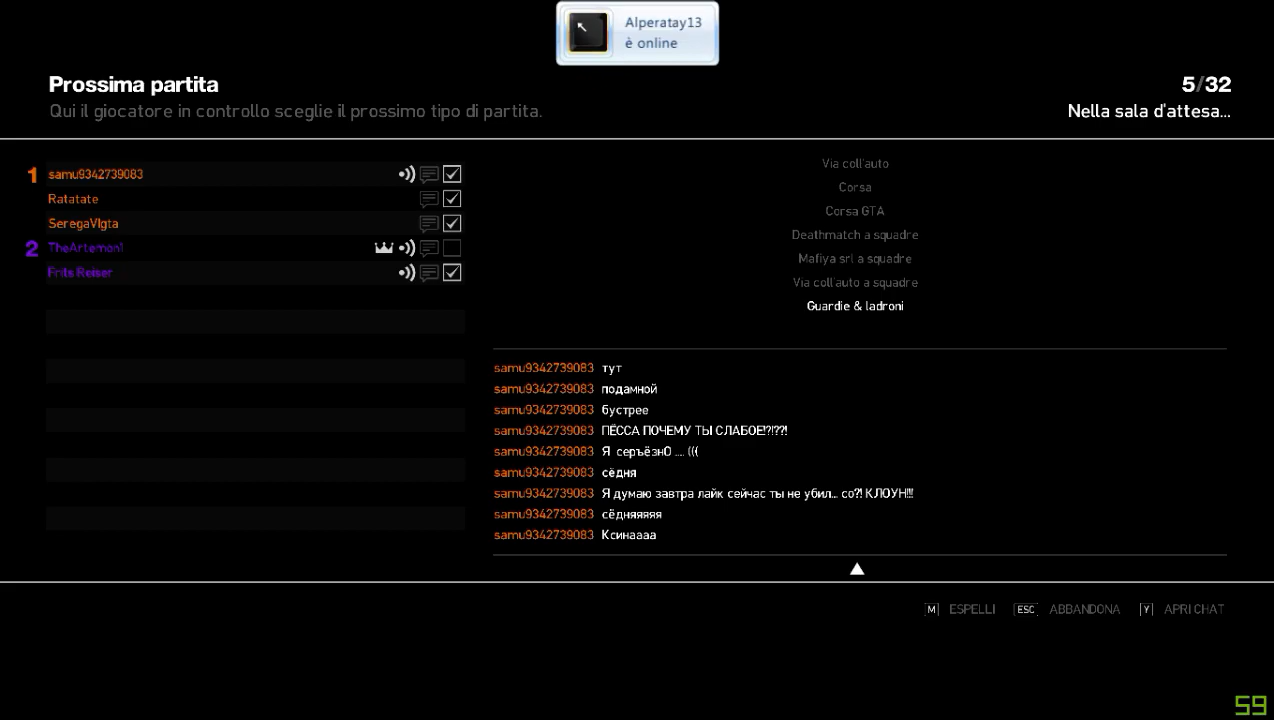 Alperatay13
è online
Prossima partita
5/32
Qui il giocatore in controllo sceglie il prossimo tipo di partita.
Nella sala d'attesa...
1 samu9342739083
Ratatate
SeregaVIgta
2 TheArtemon1
Frits Reiser
Via coll'auto
Corsa
Corsa GTA
Deathmatch a squadre
Mafiya srl a squadre
Via coll'auto a squadre
Guardie & ladroni
samu9342739083 тут
samu9342739083 подамной
samu9342739083 бустрее
samu9342739083 ПЁССА ПОЧЕМУ ТЫ СЛАБОЕ!?!??!
samu9342739083 Я серъёзнО .... (((
samu9342739083 сёдня
samu9342739083 Я думаю завтра лайк сейчас ты не убил... со?! КЛОУН!!!
samu9342739083 сёдняяяяя
samu9342739083 Ксинаааа
M ESPELLI ESC ABBANDONA Y APRI CHAT
59